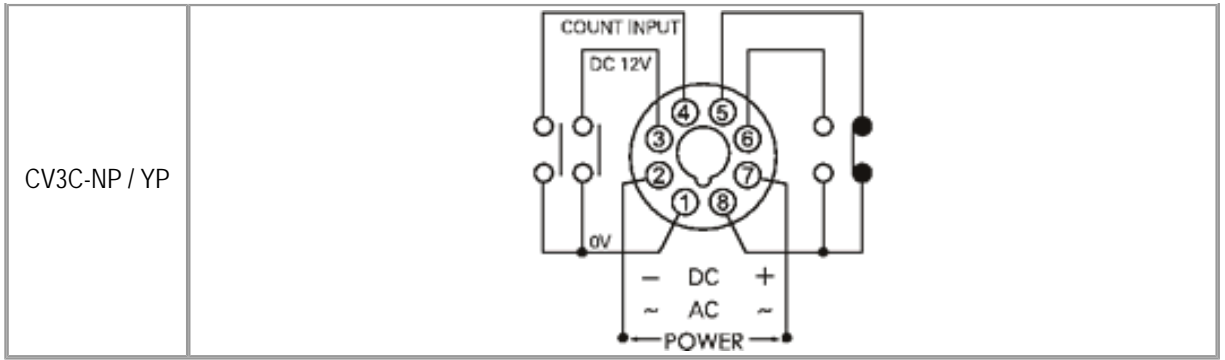 CV3C-NP / YP
COUNT INPUT
DC 12V
4 5
3 6
2 7
1 8
0V
− DC +
~ AC ~
POWER